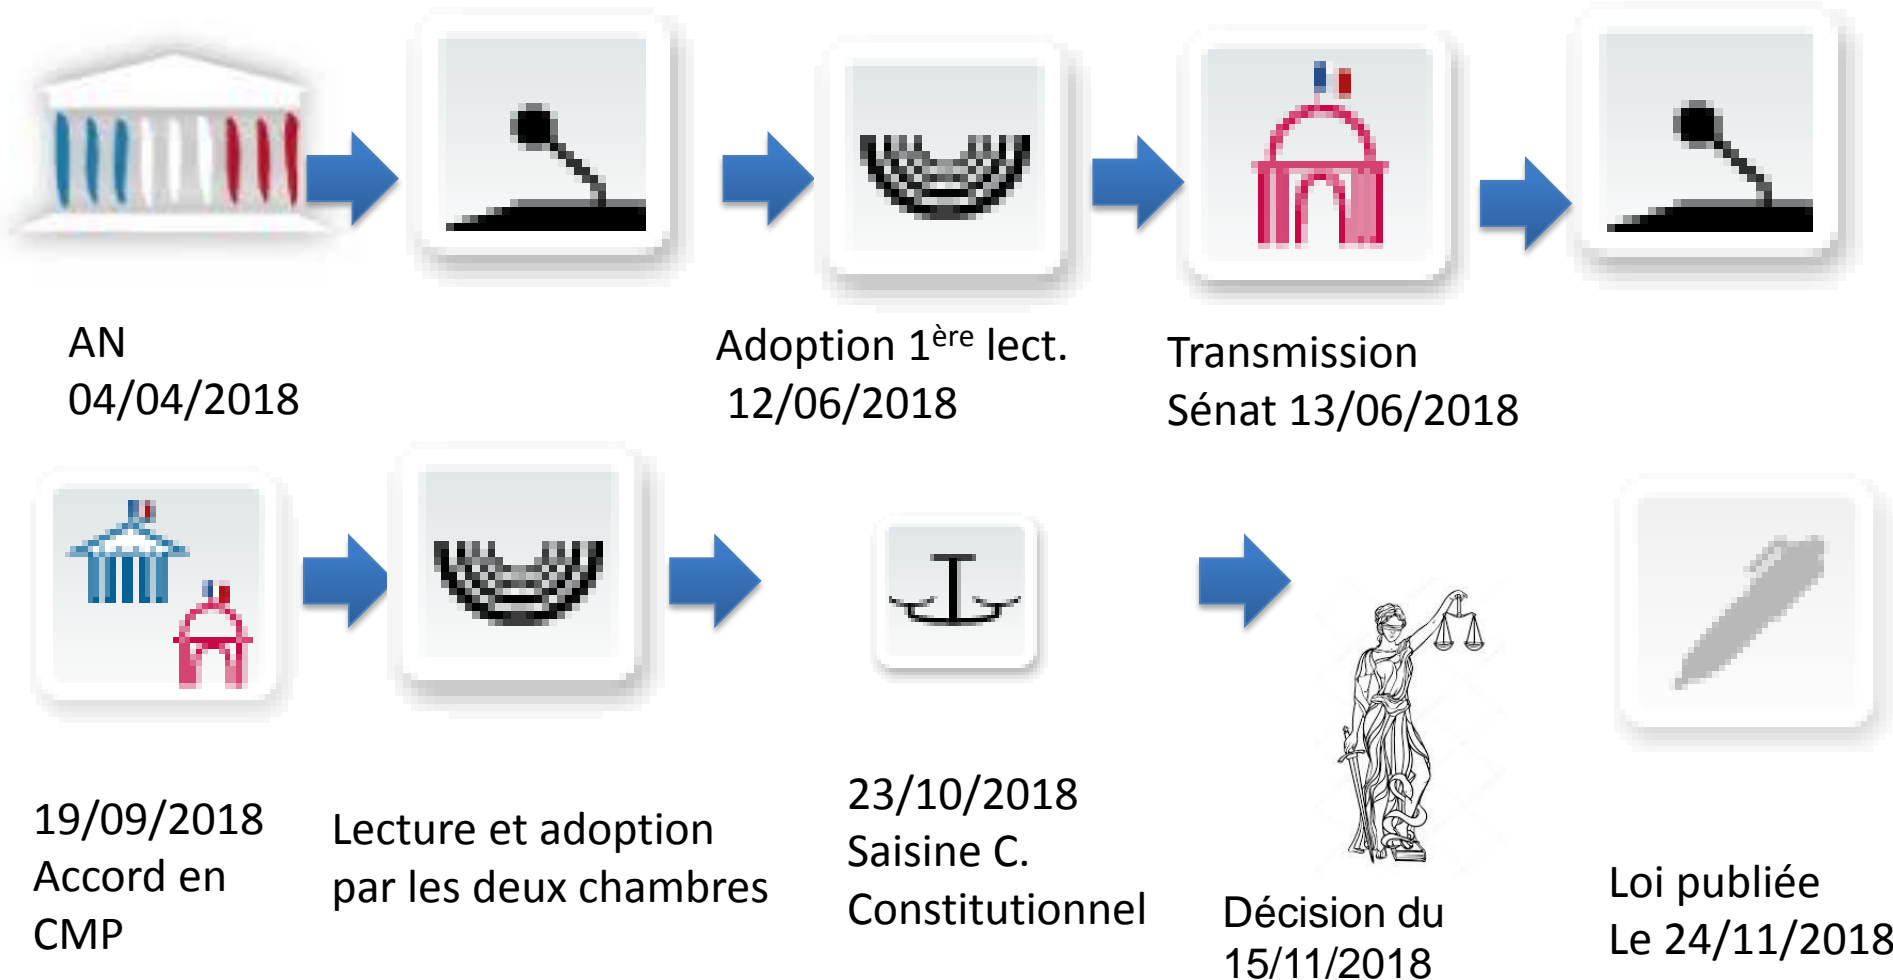 AN
04/04/2018
Adoption 1ère lect.
12/06/2018
Transmission
Sénat 13/06/2018
19/09/2018
Accord en
CMP
Lecture et adoption
par les deux chambres
23/10/2018
Saisine C.
Constitutionnel
Décision du
15/11/2018
Loi publiée
Le 24/11/2018